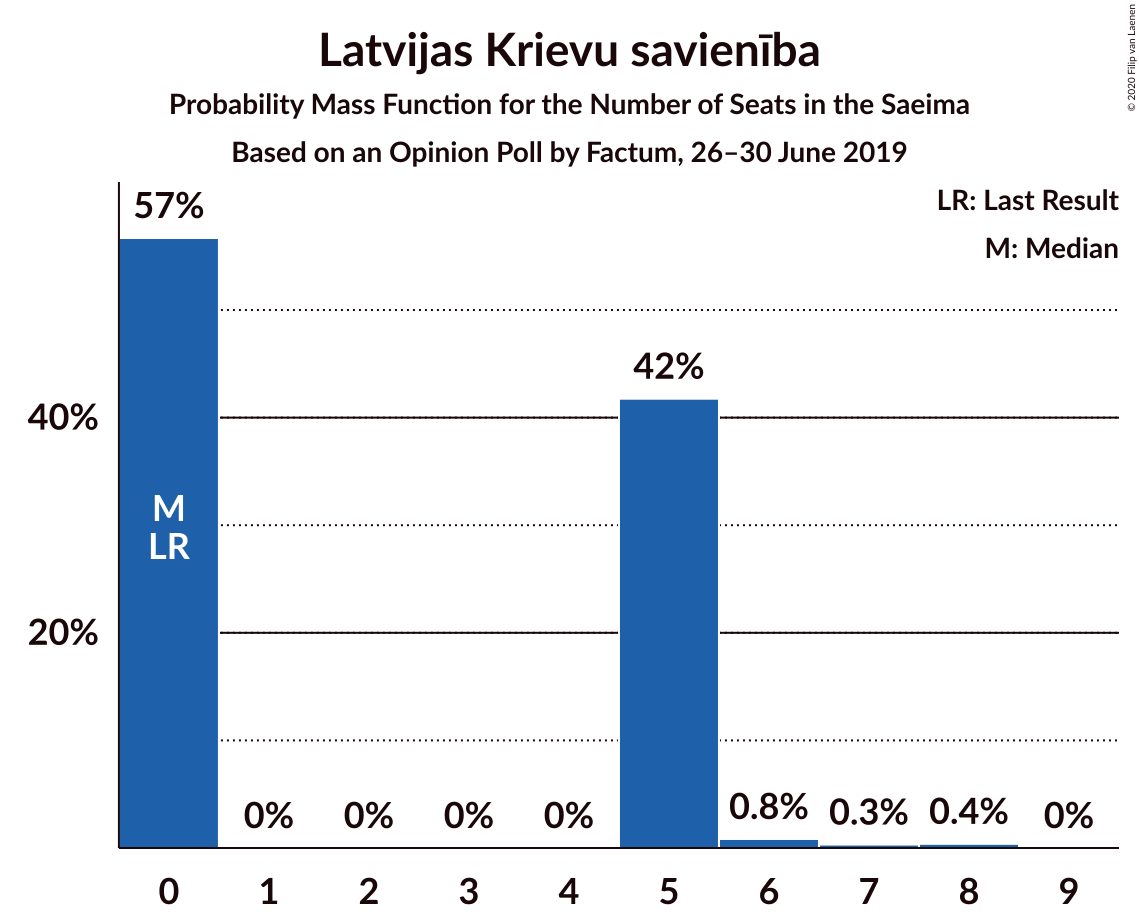 Latvijas Krievu savienība
Probability Mass Function for the Number of Seats in the Saeima
Based on an Opinion Poll by Factum, 26–30 June 2019
© 2020 Filip van Laenen
LR: Last Result
M: Median
57%
42%
40%
M
LR
20%
0%
0%
0%
0%
0.8%
0.3%
0.4%
0%
0
1
2
3
4
5
6
7
8
9